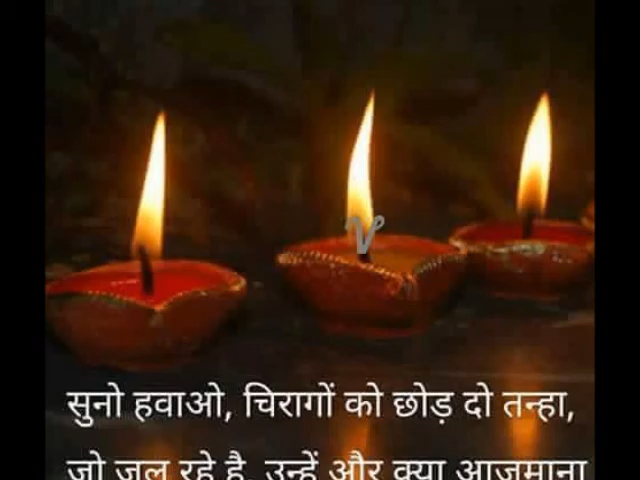 सुनो हवाओ, चिरागों को छोड़ दो तन्हा,
जो जल रहे है, उन्हें और क्या आजमाना